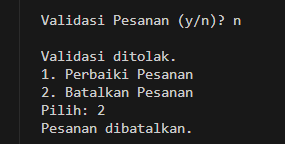 Validasi Pesanan (y/n)? n
Validasi ditolak.
1. Perbaiki Pesanan
2. Batalkan Pesanan
Pilih: 2
Pesanan dibatalkan.